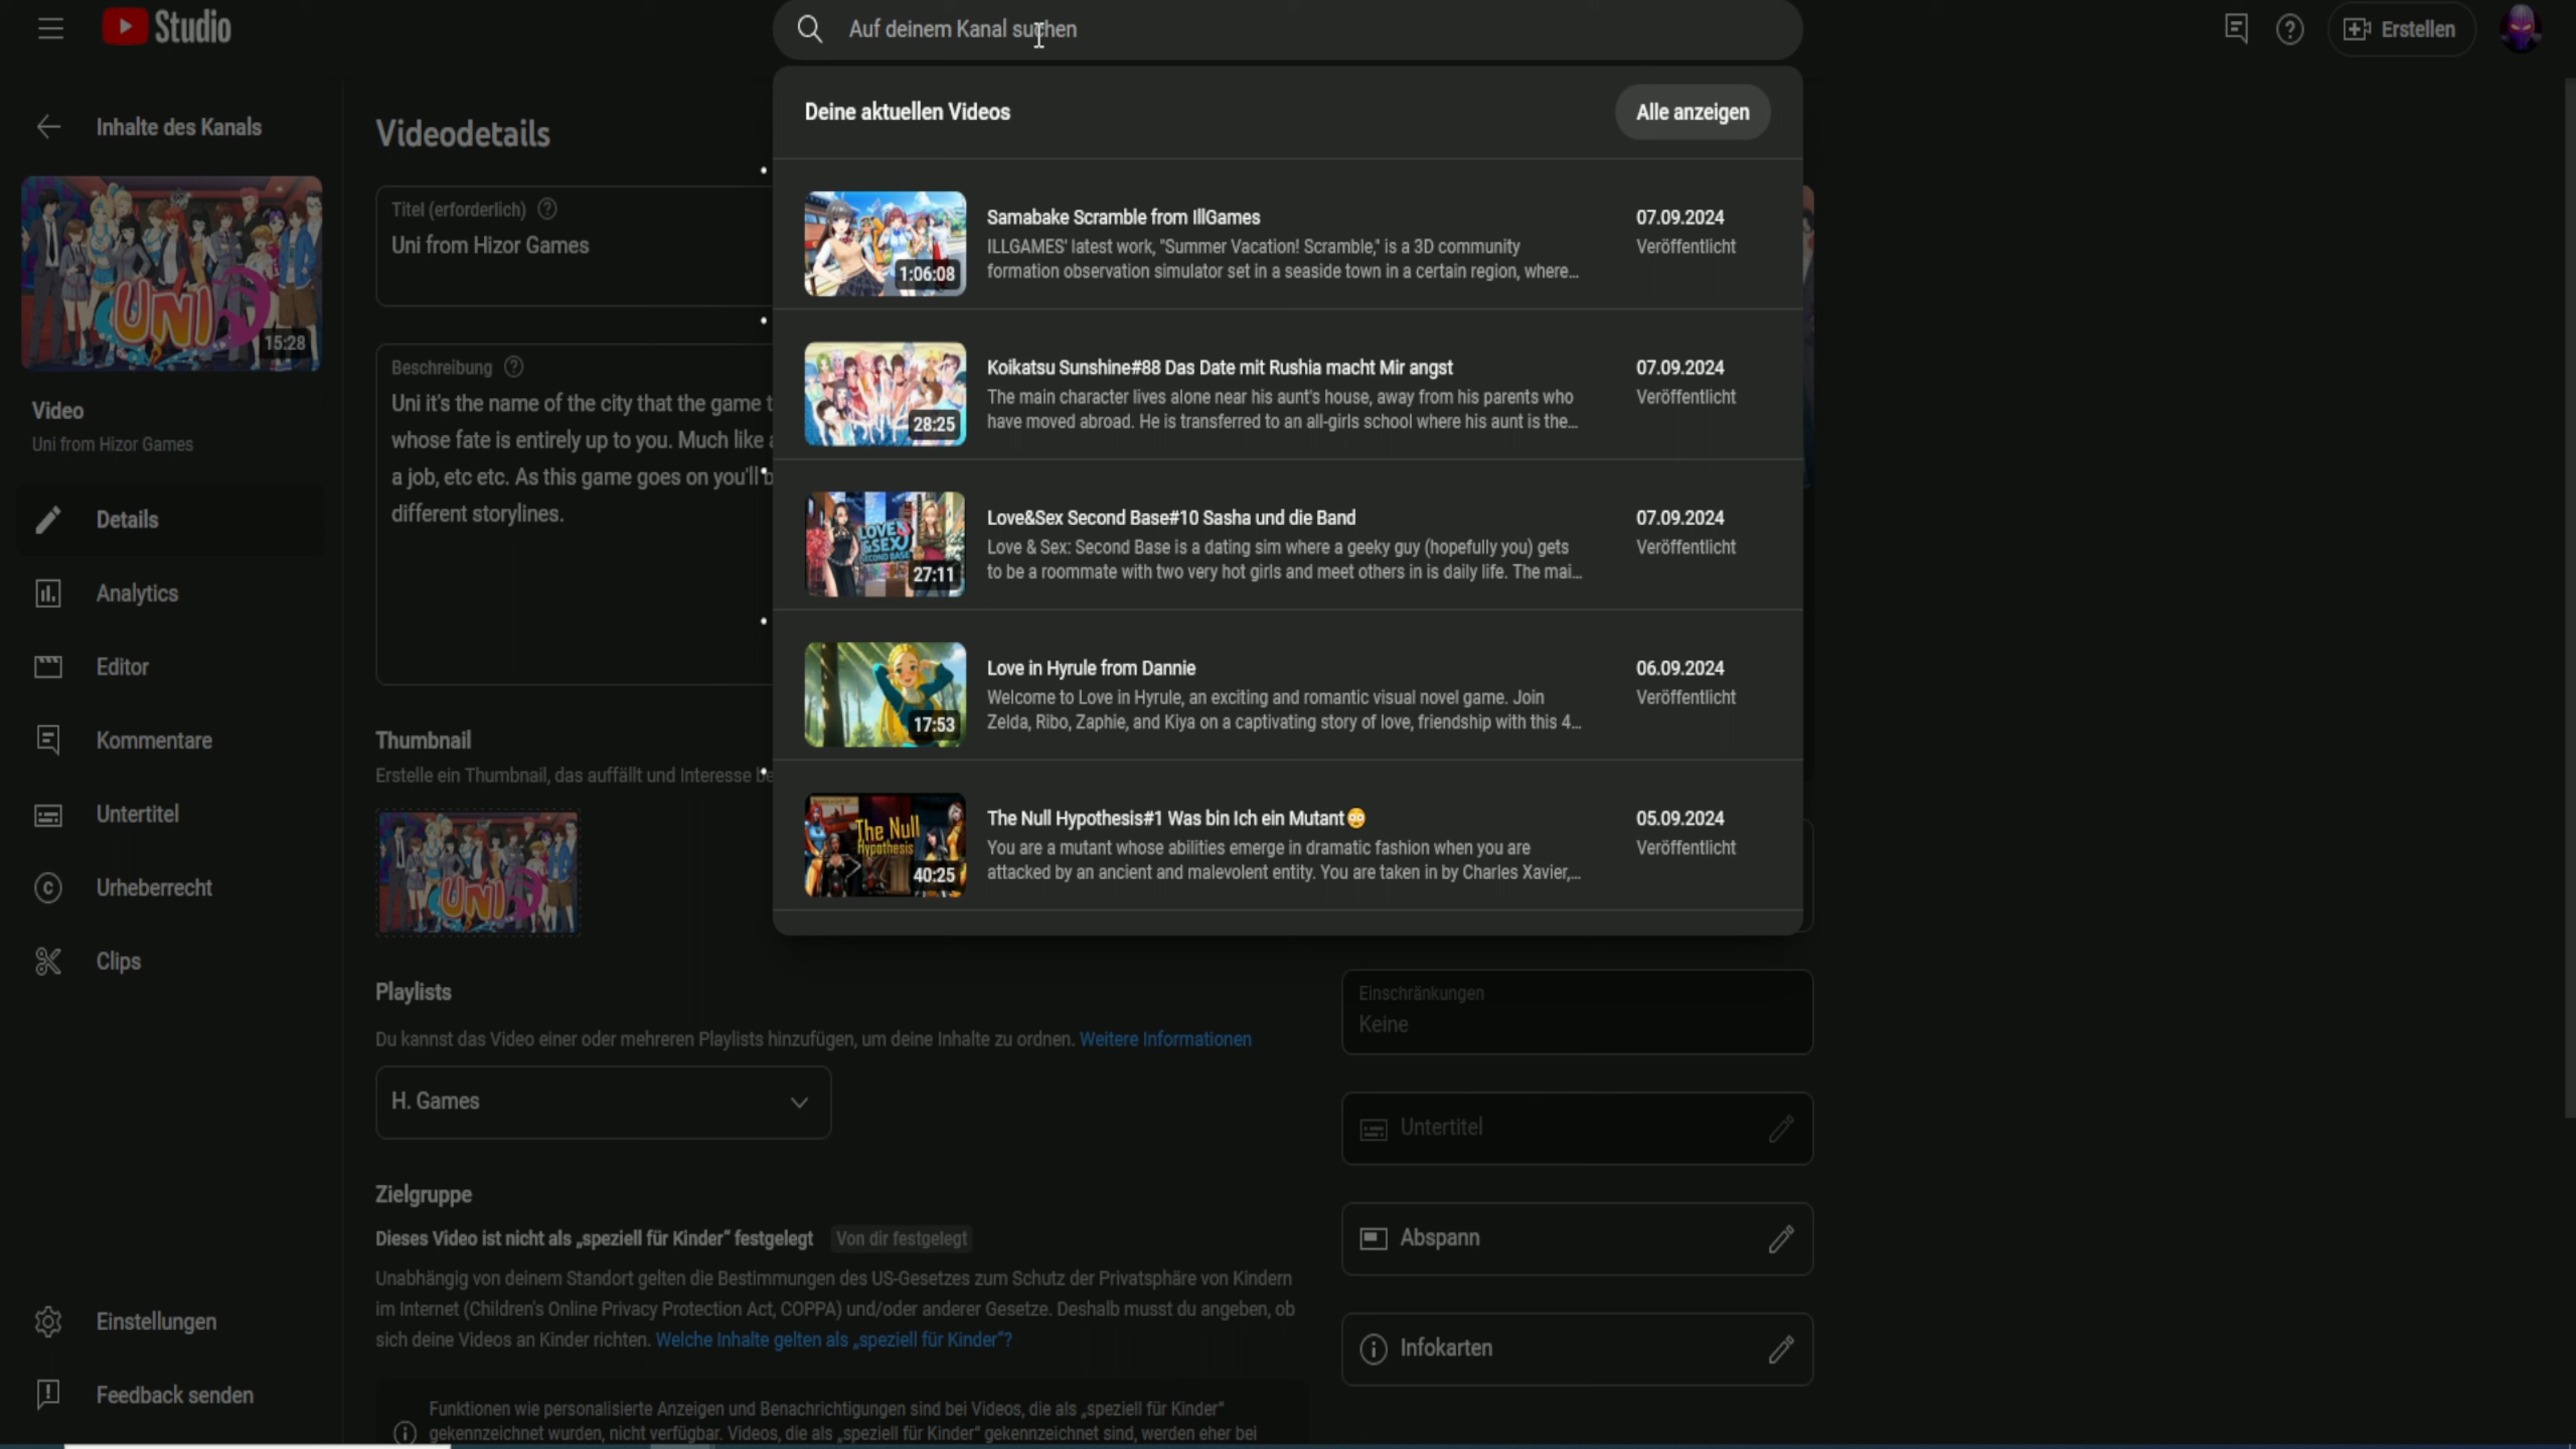 Studio
Auf deinem Kanal suchen
Erstellen
Inhalte des Kanals
15:28
Video
Uni from Hizor Games
Details
Analytics
Editor
Kommentare
Untertitel
Urheberrecht
Clips
Einstellungen
Feedback senden
Videodetails
Titel (erforderlich)
Uni from Hizor Games
Beschreibung
Uni it's the name of the city that the game
whose fate is entirely up to you. Much like
a job, etc etc. As this game goes on you'll
different storylines.
Thumbnail
Erstelle ein Thumbnail, das auffällt und Interesse
UNI
Playlists
Du kannst das Video einer oder mehreren Playlists hinzufügen, um deine Inhalte zu ordnen. Weitere Informationen
H. Games
Zielgruppe
Dieses Video ist nicht als „speziell für Kinder“ festgelegt Von dir festgelegt
Unabhängig von deinem Standort gelten die Bestimmungen des US-Gesetzes zum Schutz der Privatsphäre von Kindern
im Internet (Children's Online Privacy Protection Act, COPPA) und/oder anderer Gesetze. Deshalb musst du angeben, ob
sich deine Videos an Kinder richten. Welche Inhalte gelten als „speziell für Kinder“?
Funktionen wie personalisierte Anzeigen und Benachrichtigungen sind bei Videos, die als „speziell für Kinder“
gekennzeichnet wurden, nicht verfügbar. Videos, die als „speziell für Kinder“ gekennzeichnet sind, werden eher bei
Deine aktuellen Videos
Alle anzeigen
1:06:08
Samabake Scramble from IllGames
ILLGAMES' latest work, "Summer Vacation! Scramble," is a 3D community
formation observation simulator set in a seaside town in a certain region, where...
07.09.2024
Veröffentlicht
28:25
Koikatsu Sunshine#88 Das Date mit Rushia macht Mir angst
The main character lives alone near his aunt's house, away from his parents who
have moved abroad. He is transferred to an all-girls school where his aunt is the...
07.09.2024
Veröffentlicht
LOVE
&SEX
SECOND BASE
27:11
Love&Sex Second Base#10 Sasha und die Band
Love & Sex: Second Base is a dating sim where a geeky guy (hopefully you) gets
to be a roommate with two very hot girls and meet others in is daily life. The mai...
07.09.2024
Veröffentlicht
17:53
Love in Hyrule from Dannie
Welcome to Love in Hyrule, an exciting and romantic visual novel game. Join
Zelda, Ribo, Zaphie, and Kiya on a captivating story of love, friendship with this 4...
06.09.2024
Veröffentlicht
The Null
Hypothesis
40:25
The Null Hypothesis#1 Was bin Ich ein Mutant😳
You are a mutant whose abilities emerge in dramatic fashion when you are
attacked by an ancient and malevolent entity. You are taken in by Charles Xavier,...
05.09.2024
Veröffentlicht
Einschränkungen
Keine
Untertitel
Abspann
Infokarten
UNI